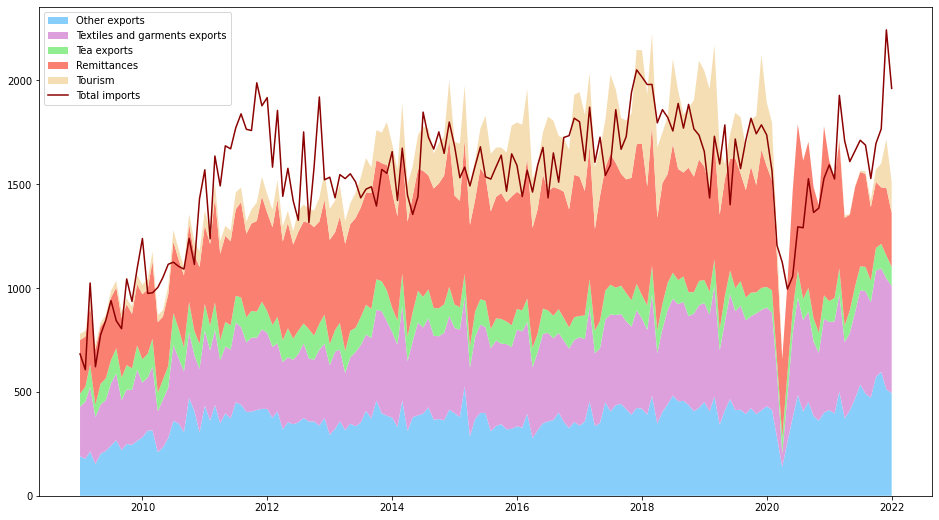 Other exports
Textiles and garments exports
Tea exports
Remittances
Tourism
Total imports
2000
1500
1000
500
0
2010 2012 2014 2016 2018 2020 2022